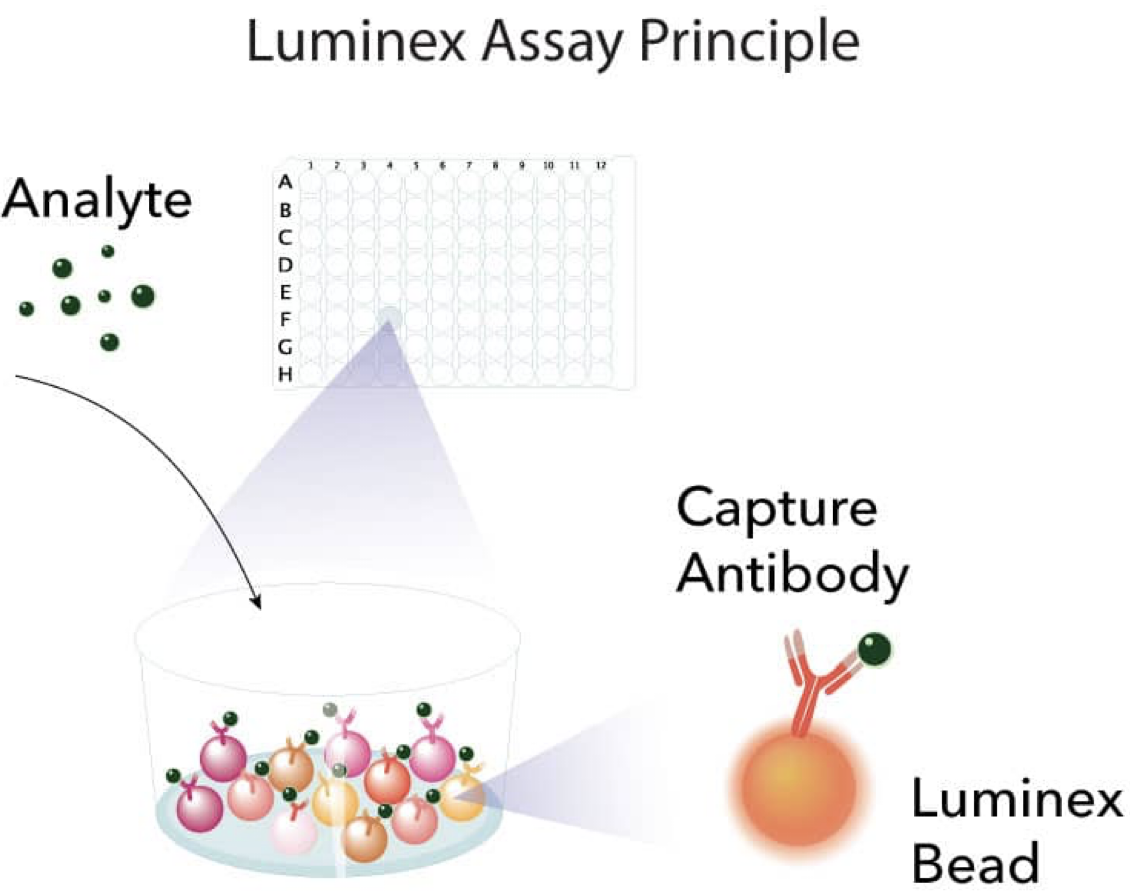 Luminex Assay Principle
Analyte
1 2 3 4 5 6 7 8 9 10 11 12
A
B
C
D
E
F
G
H
Capture
Antibody
Luminex
Bead